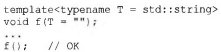 template<typename T = std::string>
void f(T = "");
...
f();   // OK